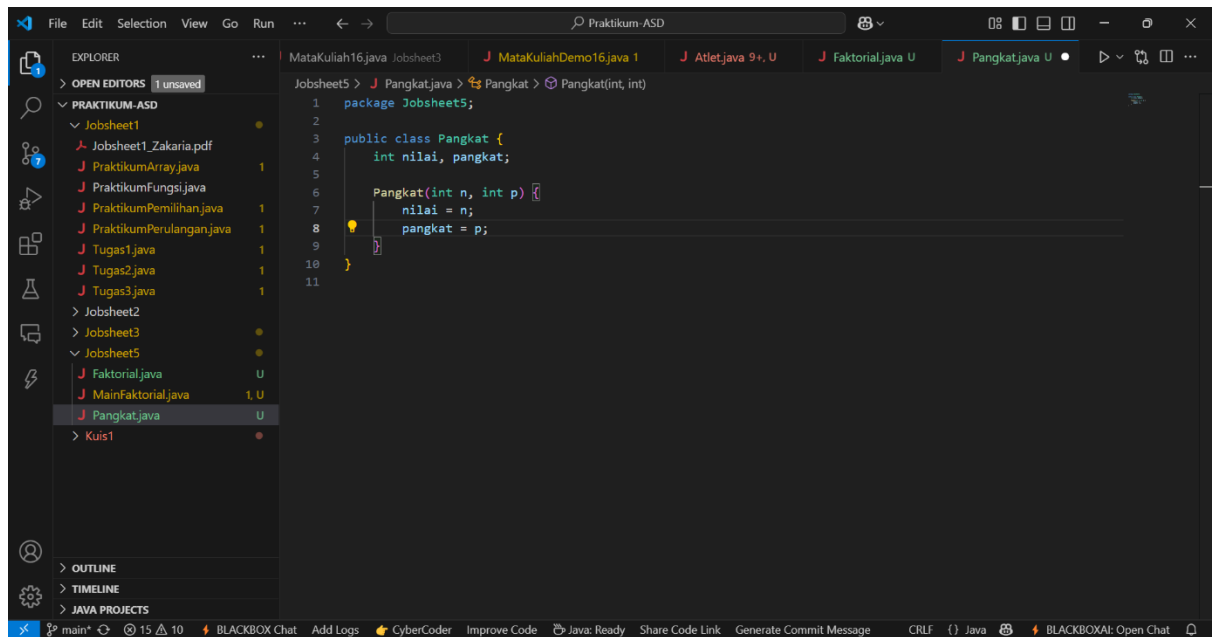 File Edit Selection View Go Run ··· Praktikum-ASD
EXPLORER ···
OPEN EDITORS 1 unsaved
PRAKTIKUM-ASD
Jobsheet1
Jobsheet1_Zakaria.pdf
J PraktikumArray.java 1
J PraktikumFungsi.java
J PraktikumPemilihan.java 1
J PraktikumPerulangan.java 1
J Tugas1.java 1
J Tugas2.java 1
J Tugas3.java 1
Jobsheet2
Jobsheet3
Jobsheet5
J Faktorial.java U
J MainFaktorial.java 1, U
J Pangkat.java U
Kuis1
OUTLINE
TIMELINE
JAVA PROJECTS
1
7
MataKuliah16.java Jobsheet3 J MataKuliahDemo16.java 1 J Atlet.java 9+, U J Faktorial.java U J Pangkat.java U ●
Jobsheet5 > J Pangkat.java > Pangkat > Pangkat(int, int)
1 package Jobsheet5;
2
3 public class Pangkat {
4 int nilai, pangkat;
5
6 Pangkat(int n, int p) {
7 nilai = n;
8 pangkat = p;
9 }
10 }
11
main* 15 10 BLACKBOX Chat Add Logs CyberCoder Improve Code Java: Ready Share Code Link Generate Commit Message CRLF {} Java BLACKBOXAI: Open Chat